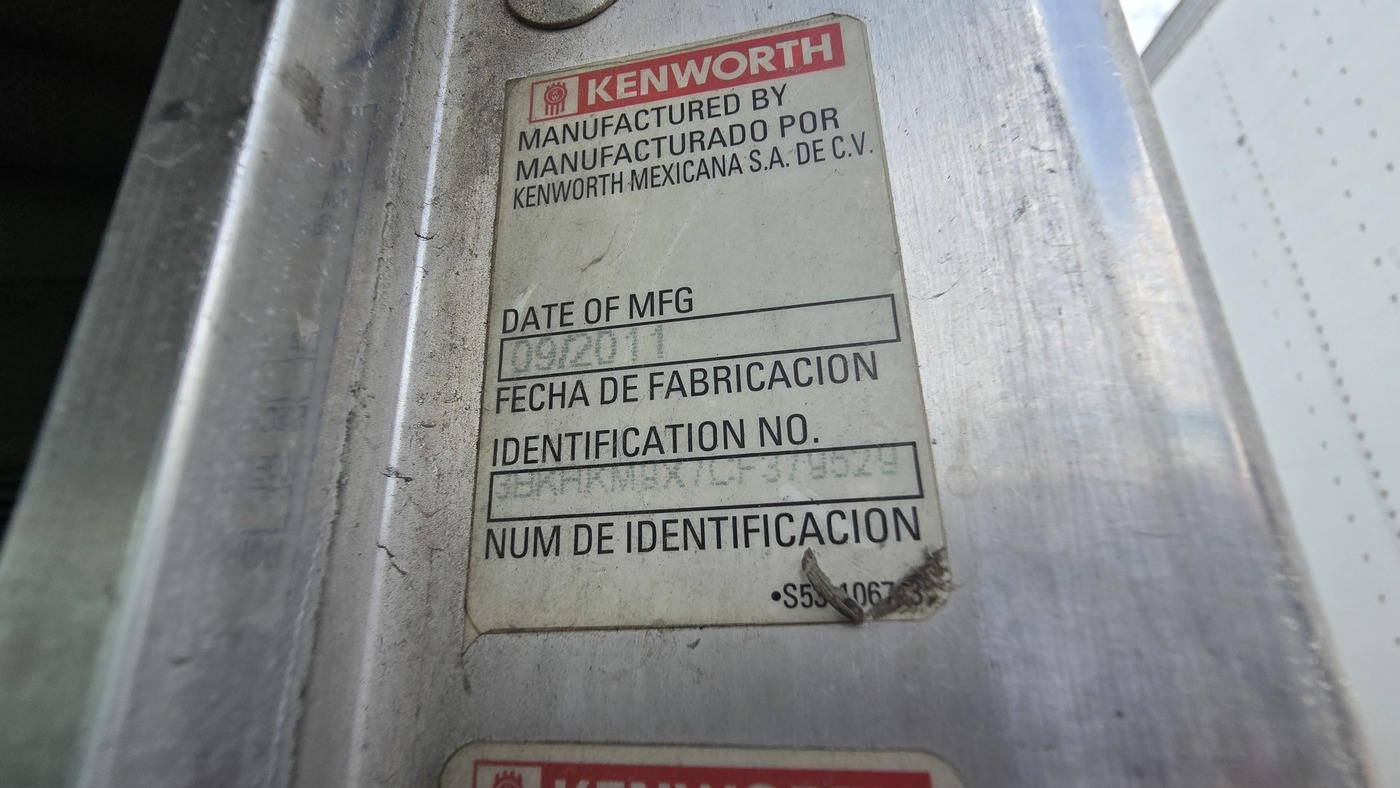 KENWORTH
MANUFACTURED BY
MANUFACTURADO POR
KENWORTH MEXICANA S.A. DE C.V.
DATE OF MFG
09/2011
FECHA DE FABRICACION
IDENTIFICATION NO.
NUM DE IDENTIFICACION
KENWORTH